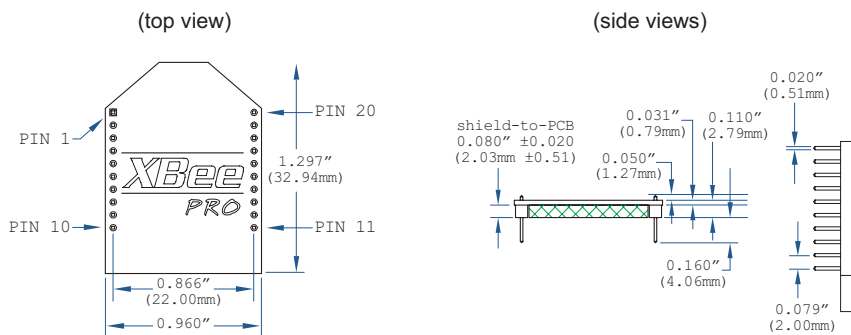 (top view)
(side views)
PIN 1
PIN 20
XBee
PRO
1.297″
(32.94mm)
PIN 10
PIN 11
0.866″
(22.00mm)
0.960″
shield-to-PCB
0.080″ ±0.020
(2.03mm ±0.51)
0.031″
(0.79mm)
0.050″
(1.27mm)
0.110″
(2.79mm)
0.160″
(4.06mm)
0.020″
(0.51mm)
0.079″
(2.00mm)